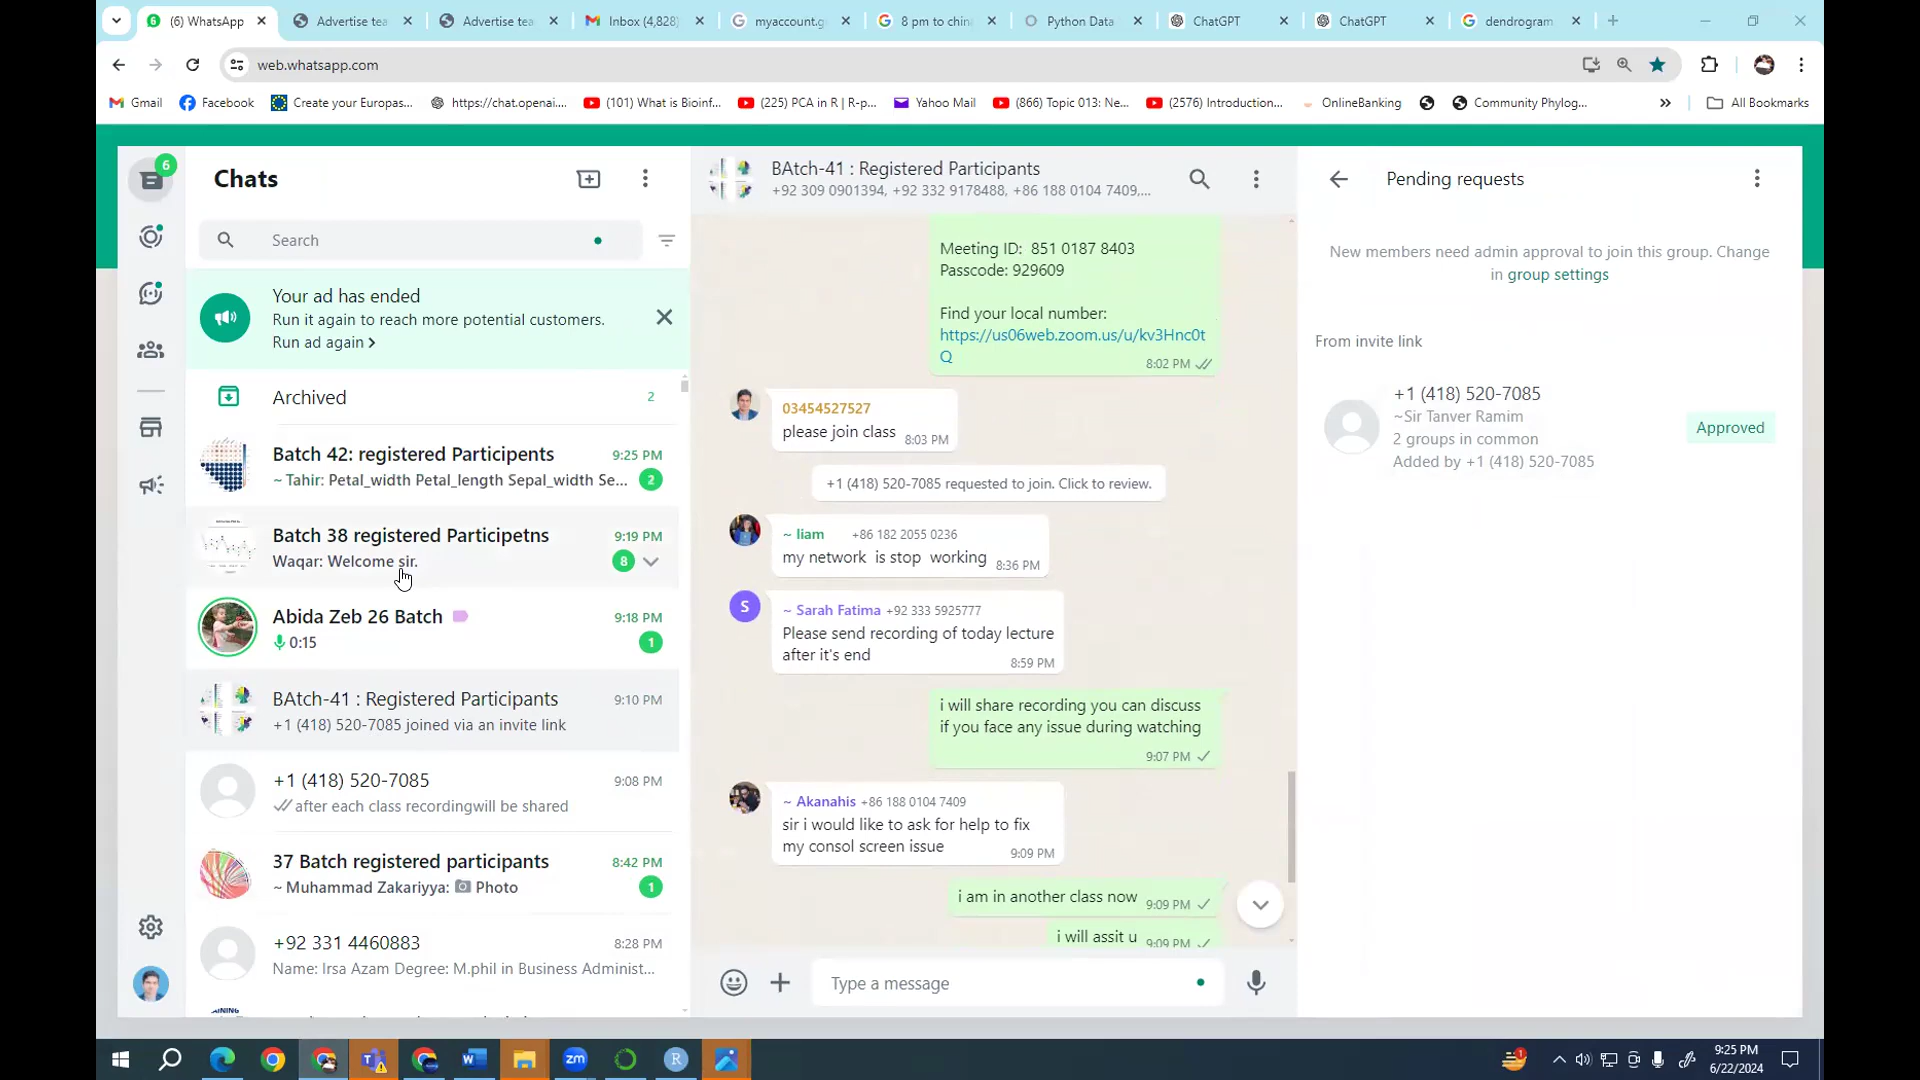 (6) WhatsApp
Advertise tea
Advertise tea
Inbox (4,828)
myaccount.g
8 pm to chin
Python Data
ChatGPT
ChatGPT
dendrogram
web.whatsapp.com
Gmail
Facebook
Create your Europas...
https://chat.openai....
(101) What is Bioinf...
(225) PCA in R | R-p...
Yahoo Mail
(866) Topic 013: Ne...
(2576) Introduction...
OnlineBanking
Community Phylog...
All Bookmarks
6
Chats
Search
Your ad has ended
Run it again to reach more potential customers.
Run ad again
Archived
2
Batch 42: registered Participents
9:25 PM
~ Tahir: Petal_width Petal_length Sepal_width Se...
2
Batch 38 registered Participetns
9:19 PM
Waqar: Welcome sir.
8
Abida Zeb 26 Batch
9:18 PM
0:15
1
BAtch-41 : Registered Participants
9:10 PM
+1 (418) 520-7085 joined via an invite link
+1 (418) 520-7085
9:08 PM
after each class recordingwill be shared
37 Batch registered participants
8:42 PM
~ Muhammad Zakariyya: Photo
1
+92 331 4460883
8:28 PM
Name: Irsa Azam Degree: M.phil in Business Administ...
BAtch-41 : Registered Participants
+92 309 0901394, +92 332 9178488, +86 188 0104 7409,...
Meeting ID: 851 0187 8403
Passcode: 929609
Find your local number:
https://us06web.zoom.us/u/kv3Hnc0t
Q
8:02 PM
03454527527
please join class
8:03 PM
+1 (418) 520-7085 requested to join. Click to review.
~ liam +86 182 2055 0236
my network is stop working
8:36 PM
S
~ Sarah Fatima +92 333 5925777
Please send recording of today lecture
after it's end
8:59 PM
i will share recording you can discuss
if you face any issue during watching
9:07 PM
~ Akanahis +86 188 0104 7409
sir i would like to ask for help to fix
my consol screen issue
9:09 PM
i am in another class now
9:09 PM
i will assit u
9:09 PM
Type a message
Pending requests
New members need admin approval to join this group. Change
in group settings
From invite link
+1 (418) 520-7085
~Sir Tanver Ramim
2 groups in common
Added by +1 (418) 520-7085
Approved
zm
R
1
9:25 PM
6/22/2024